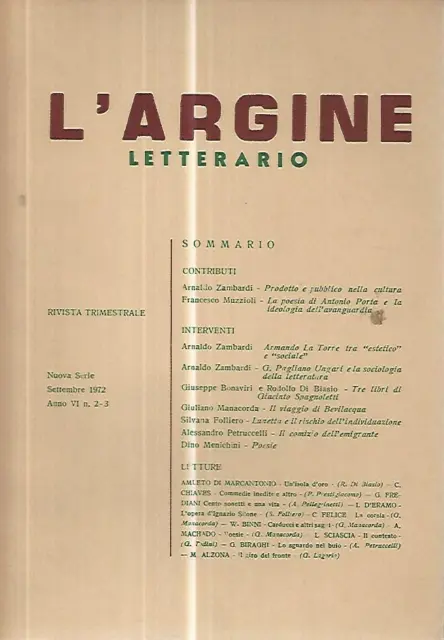 L'ARGINE
LETTERARIO
SOMMARIO
CONTRIBUTI
Arnaldo Zambardi - Prodotto e pubblico nella cultura
Francesco Muzzioli - La poesia di Antonio Porta e la
ideologia dell'avanguardia
RIVISTA TRIMESTRALE
INTERVENTI
Arnaldo Zambardi Armando La Torre tra "estetico"
e "sociale"
Arnaldo Zambardi - G. Pagliano Ungari e la sociologia
della letteratura
Nuova Serie
Settembre 1972
Anno VI n. 2-3
Giuseppe Bonaviri e Rodolfo Di Biasio - Tre libri di
Giacinto Spagnoletti
Giuliano Manacorda - Il viaggio di Bevilacqua
Silvana Folliero - Lunetta e il rischio dell'individuazione
Alessandro Petruccelli - Il comizio dell'emigrante
Dino Menichini - Poesie
LETTURE
AMLETO DI MARCANTONIO - Un'isola d'oro - (R. Di Biasio) — C.
CHIAVES - Commedie inedite e altro - (P. Prestigiacomo) — G. FRE-
DIANI Cento sonetti e una vita - (A. Pellegrinetti) — L. D'ERAMO -
L'opera d'Ignazio Silone - (S. Folliero) — C. FELICE La corsia - (G.
Manacorda) — W. BINNI - Carducci e altri saggi - (G. Manacorda) — A.
MACHADO - Poesie - (G. Manacorda) — L. SCIASCIA - Il contesto -
(G. Tedini) — G. BIRAGHI - Lo sguardo nel buio - (A. Petruccelli)
— M. ALZONA - Il giro del fronte - (G. Lagorio)